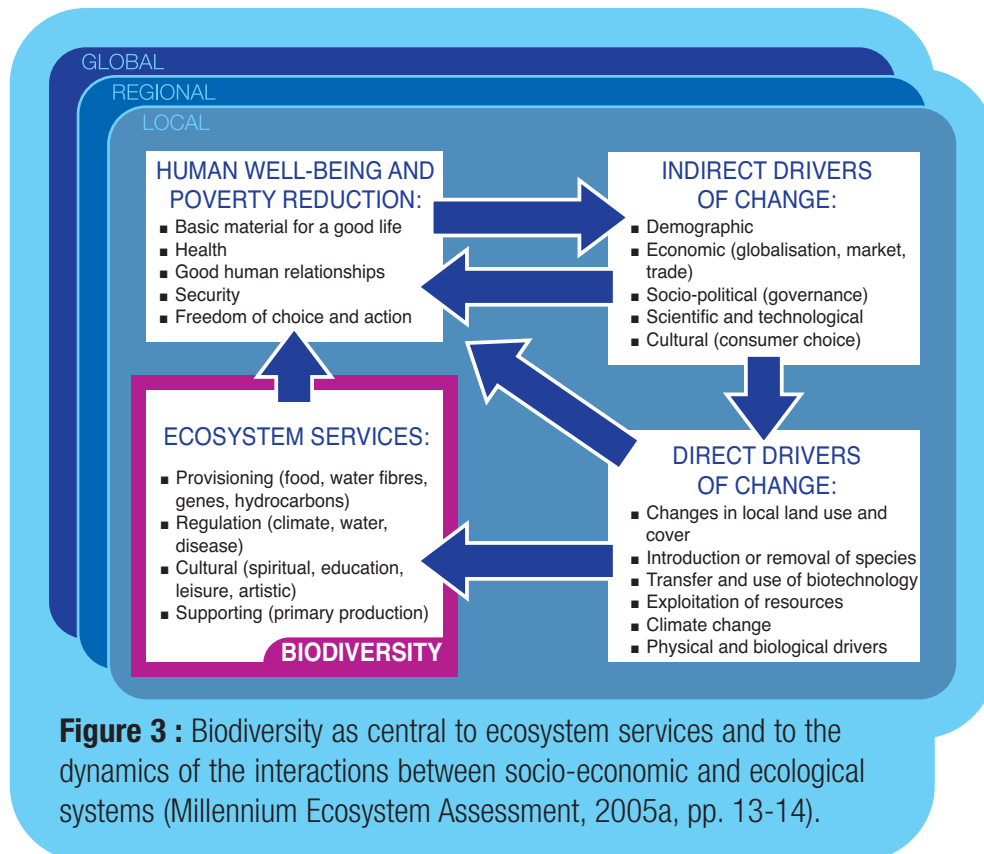 GLOBAL
REGIONAL
LOCAL
HUMAN WELL-BEING AND
POVERTY REDUCTION:
▪ Basic material for a good life
▪ Health
▪ Good human relationships
▪ Security
▪ Freedom of choice and action
INDIRECT DRIVERS
OF CHANGE:
▪ Demographic
▪ Economic (globalisation, market,
trade)
▪ Socio-political (governance)
▪ Scientific and technological
▪ Cultural (consumer choice)
ECOSYSTEM SERVICES:
▪ Provisioning (food, water fibres,
genes, hydrocarbons)
▪ Regulation (climate, water,
disease)
▪ Cultural (spiritual, education,
leisure, artistic)
▪ Supporting (primary production)
BIODIVERSITY
DIRECT DRIVERS
OF CHANGE:
▪ Changes in local land use and
cover
▪ Introduction or removal of species
▪ Transfer and use of biotechnology
▪ Exploitation of resources
▪ Climate change
▪ Physical and biological drivers
Figure 3 : Biodiversity as central to ecosystem services and to the
dynamics of the interactions between socio-economic and ecological
systems (Millennium Ecosystem Assessment, 2005a, pp. 13-14).